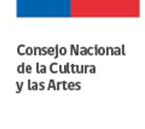 Consejo Nacional
de la Cultura
y las Artes